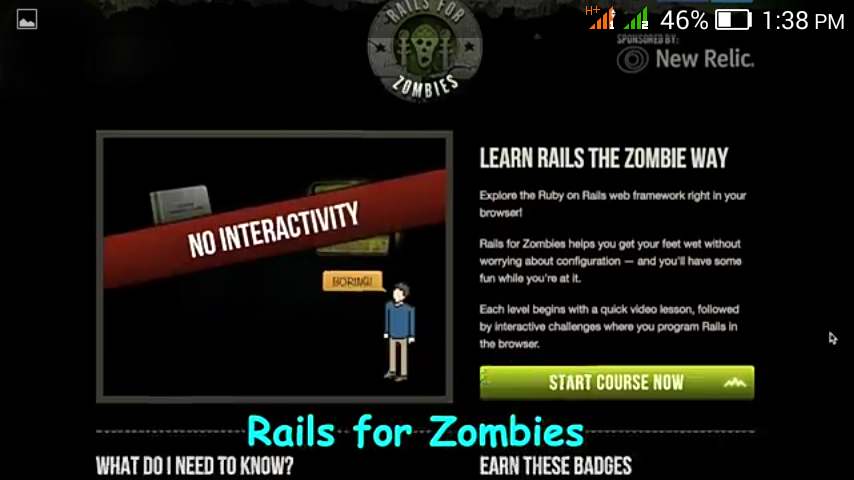 H+
1
2
46%
1:38 PM
RAILS FOR
ZOMBIES
SPONSORED BY:
New Relic.
NO INTERACTIVITY
BORING!
LEARN RAILS THE ZOMBIE WAY
Explore the Ruby on Rails web framework right in your
browser!
Rails for Zombies helps you get your feet wet without
worrying about configuration — and you'll have some
fun while you're at it.
Each level begins with a quick video lesson, followed
by interactive challenges where you program Rails in
the browser.
START COURSE NOW
Rails for Zombies
WHAT DO I NEED TO KNOW?
EARN THESE BADGES